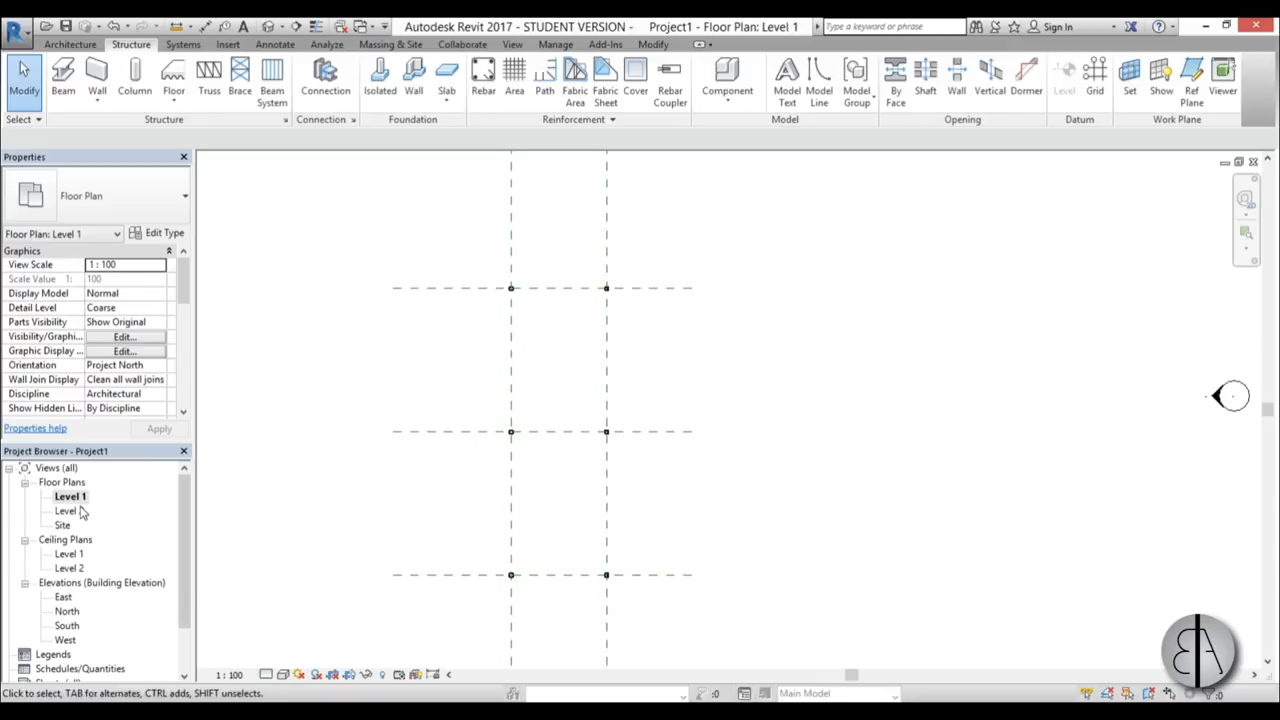 Autodesk Revit 2017 - STUDENT VERSION - Project1 - Floor Plan: Level 1
Type a keyword or phrase
Sign In
Architecture Structure Systems Insert Annotate Analyze Massing & Site Collaborate View Manage Add-Ins Modify
Modify Beam Wall Column Floor Truss Brace Beam System Connection Isolated Wall Slab Rebar Area Path Fabric Area Fabric Sheet Cover Rebar Coupler Component Model Text Model Line Model Group By Face Shaft Wall Vertical Dormer Level Grid Set Show Ref Plane Viewer
Select Structure Connection Foundation Reinforcement Model Opening Datum Work Plane
Properties
Floor Plan
Floor Plan: Level 1 Edit Type
Graphics
View Scale 1 : 100
Scale Value 1: 100
Display Model Normal
Detail Level Coarse
Parts Visibility Show Original
Visibility/Graphi... Edit...
Graphic Display ... Edit...
Orientation Project North
Wall Join Display Clean all wall joins
Discipline Architectural
Show Hidden Li... By Discipline
Properties help Apply
Project Browser - Project1
Views (all)
Floor Plans
Level 1
Level
Site
Ceiling Plans
Level 1
Level 2
Elevations (Building Elevation)
East
North
South
West
Legends
Schedules/Quantities
1 : 100
Click to select, TAB for alternates, CTRL adds, SHIFT unselects.
:0
Main Model
:0